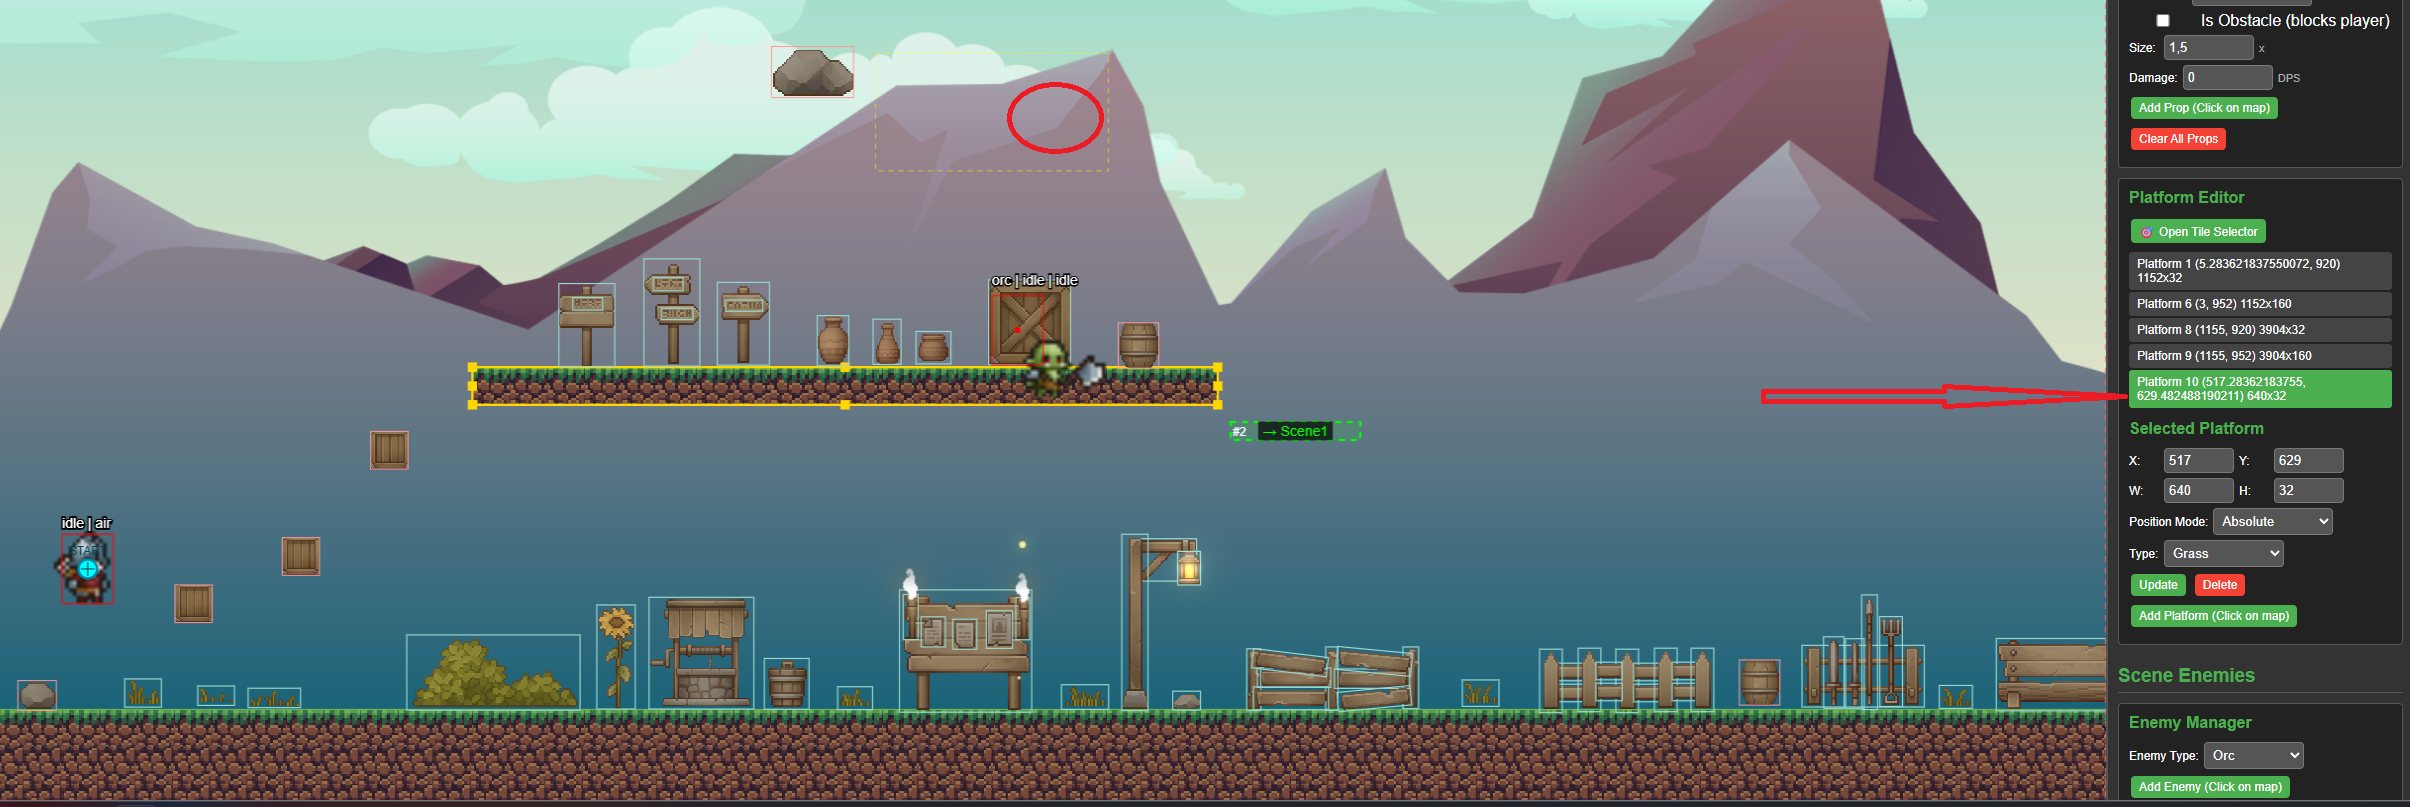 Is Obstacle (blocks player)
Size: 1,5 x
Damage: 0 DPS
Add Prop (Click on map)
Clear All Props
Platform Editor
Open Tile Selector
Platform 1 (5.283621837550072, 920)
1152x32
Platform 6 (3, 952) 1152x160
Platform 8 (1155, 920) 3904x32
Platform 9 (1155, 952) 3904x160
Platform 10 (517.28362183755,
629.482488190211) 640x32
Selected Platform
X: 517 Y: 629
W: 640 H: 32
Position Mode: Absolute
Type: Grass
Update Delete
Add Platform (Click on map)
Scene Enemies
Enemy Manager
Enemy Type: Orc
Add Enemy (Click on map)
orc | idle | idle
#2 → Scene1
idle | air
START